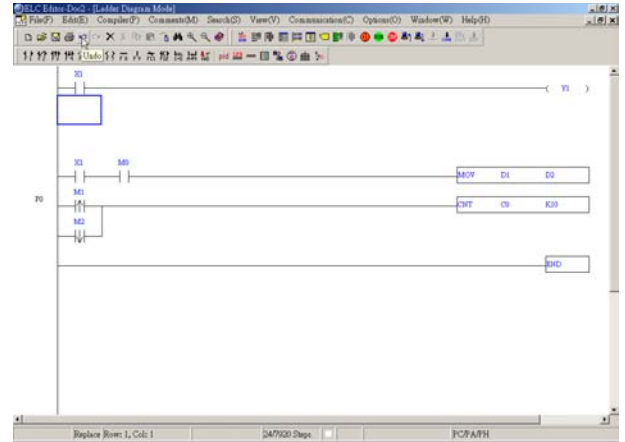 ELC Editor-Doc2 - [Ladder Diagram Mode]
File(F) Edit(E) Compiler(P) Comments(M) Search(S) View(V) Communication(C) Options(O) Window(W) Help(H)
Undo
pid
X1
Y1
X1 M0
MOV D1 D2
P0
M1
CNT C0 K10
M2
END
Replace Row: 1, Col: 1 24/7920 Steps PC/PA/PH